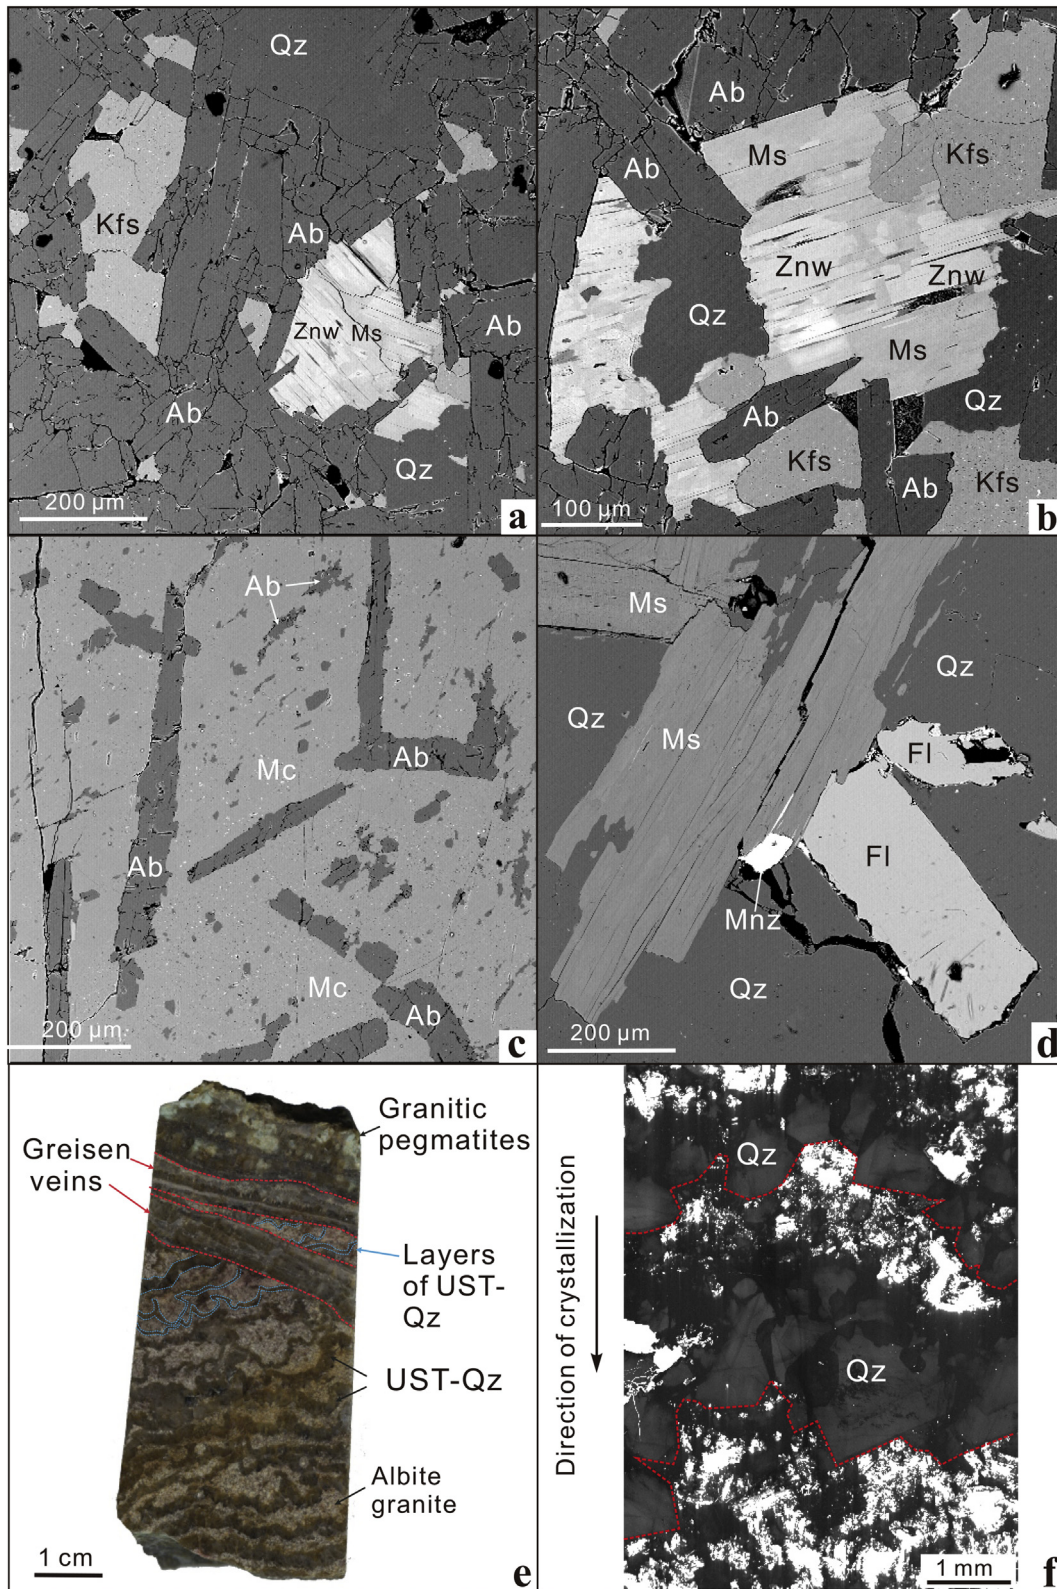 Qz
Kfs
Ab
Znw
Ms
Ab
Ab
Qz
200 µm
a
Ab
Ms
Ab
Kfs
Znw
Znw
Qz
Ms
Ab
Qz
Kfs
Ab
Kfs
100 µm
b
Ab
Mc
Ab
Ab
Mc
Ab
200 µm
c
Ms
Qz
Qz
Ms
Fl
Fl
Mnz
Qz
200 µm
d
Granitic
pegmatites
Greisen
veins
Layers
of UST-
Qz
UST-Qz
Albite
granite
1 cm
e
Qz
Direction of crystallization
Qz
1 mm
f